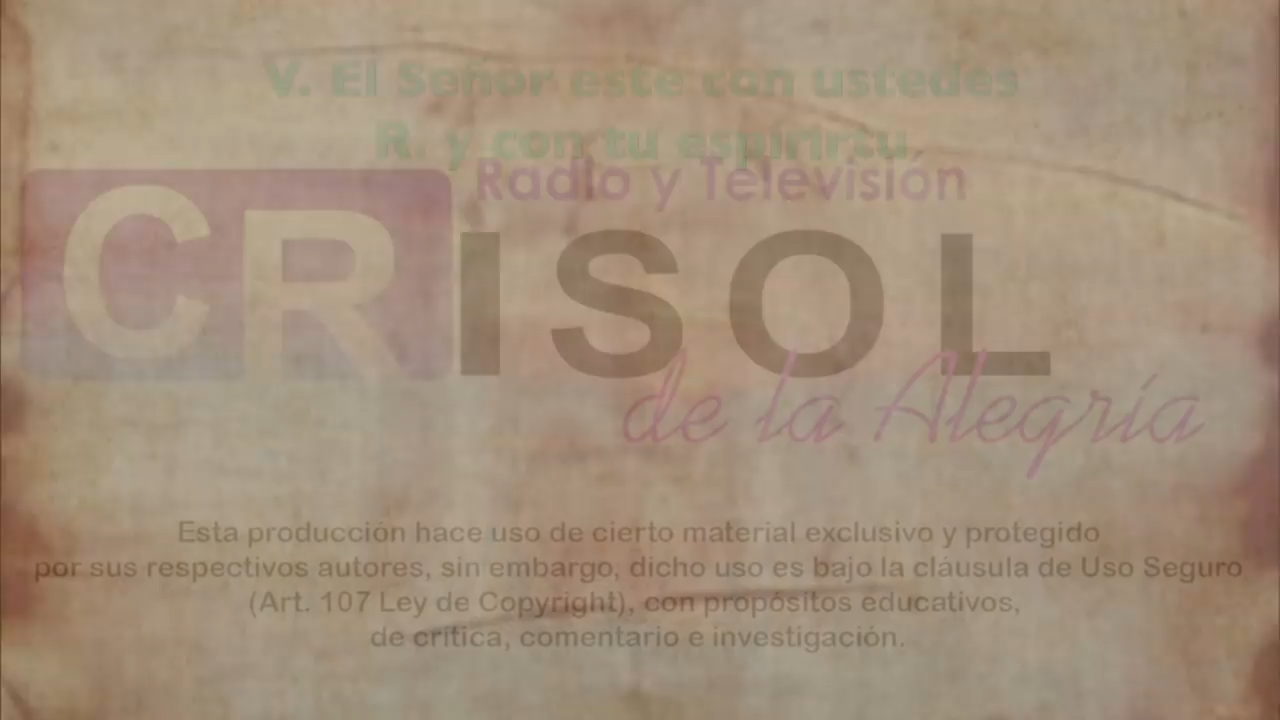 V. El Señor este con ustedes
R. y con tu espirirtu
Radio y Televisión
CRISOL
de la Alegría
Esta producción hace uso de cierto material exclusivo y protegido
por sus respectivos autores, sin embargo, dicho uso es bajo la cláusula de Uso Seguro
(Art. 107 Ley de Copyright), con propósitos educativos,
de crítica, comentario e investigación.